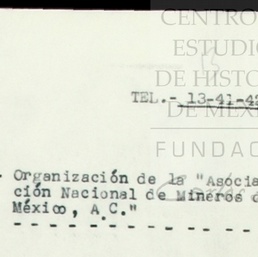 CENTRO
ESTUDIO
DE HISTO
DE MÉXI
FUNDAC
TEL.- 13-41-42
Organización de la "Asocia
ción Nacional de Mineros d
México, A.C."
- - - - - - - - - - - - -